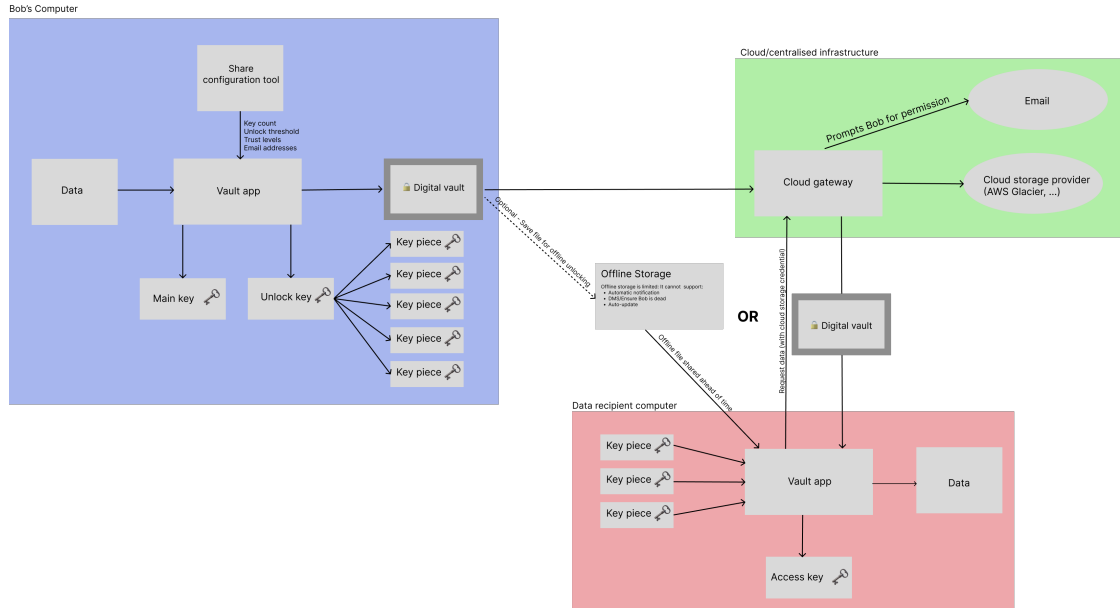 Bob's Computer
Share
configuration tool
Key count
Unlock threshold
Trust levels
Email addresses
Data
Vault app
🔒 Digital vault
Main key
Unlock key
Key piece
Key piece
Key piece
Key piece
Key piece
Optional - Save file for offline unlocking
Offline Storage
Offline storage is limited: It cannot support:
• Automatic notification
• DMS/Ensure Bob is dead
• Auto-update
OR
Offline file shared ahead of time
Cloud/centralised infrastructure
Prompts Bob for permission
Email
Cloud gateway
Cloud storage provider
(AWS Glacier, ...)
Request data (with cloud storage credential)
🔒 Digital vault
Data recipient computer
Key piece
Key piece
Key piece
Vault app
Data
Access key